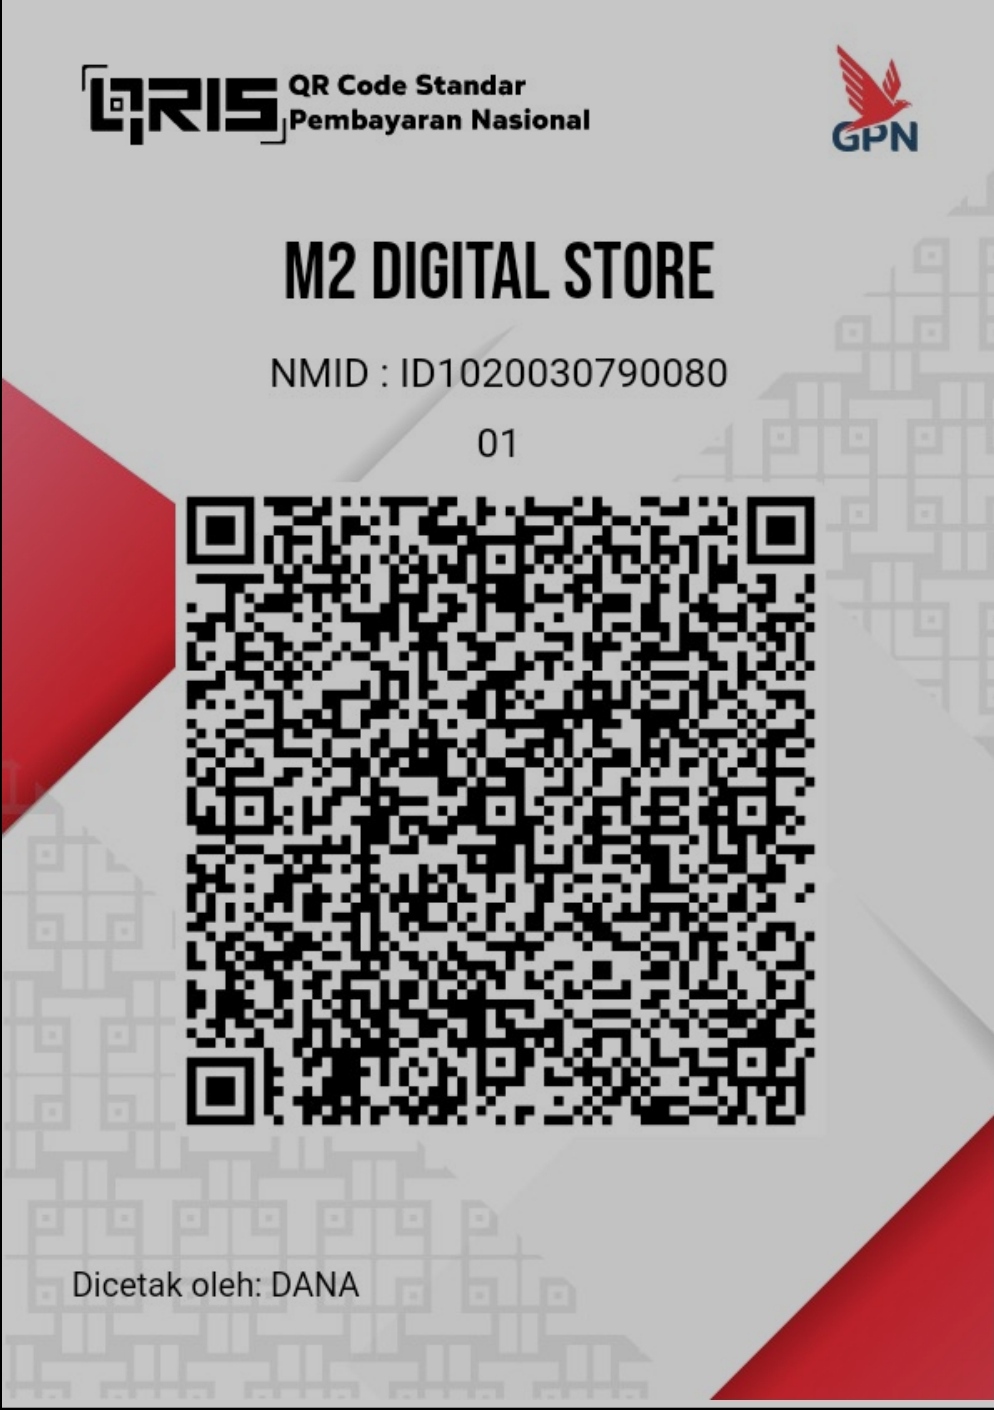 QRIS QR Code Standar
Pembayaran Nasional
GPN
M2 DIGITAL STORE
NMID : ID1020030790080
01
Dicetak oleh: DANA